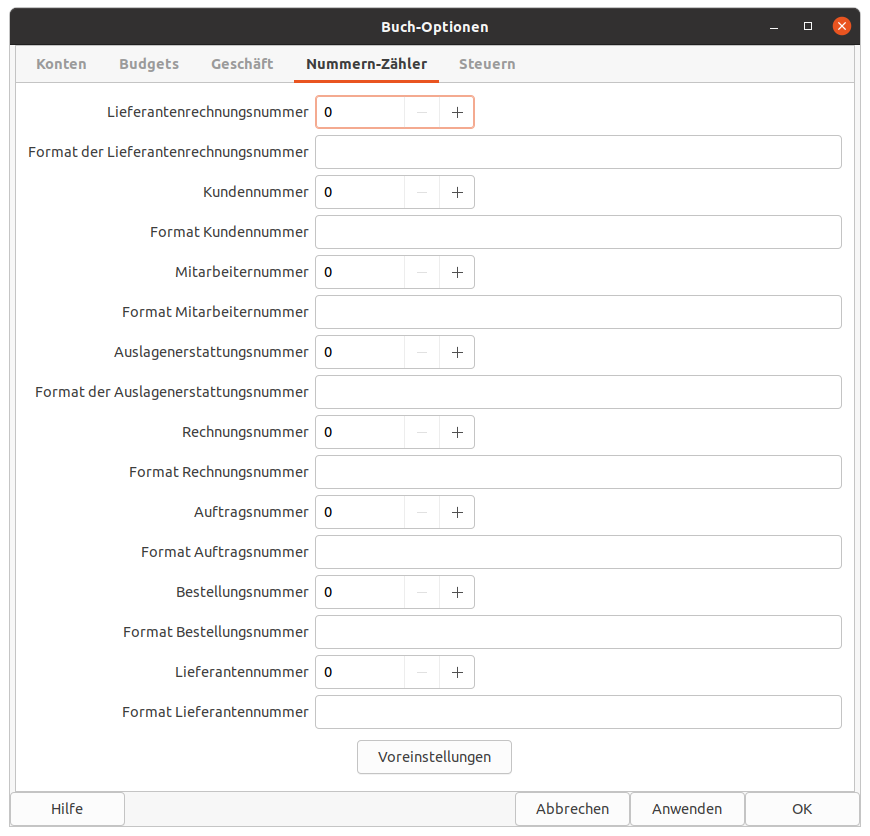 Buch-Optionen
Konten Budgets Geschäft Nummern-Zähler Steuern
Lieferantenrechnungsnummer 0
Format der Lieferantenrechnungsnummer
Kundennummer 0
Format Kundennummer
Mitarbeiternummer 0
Format Mitarbeiternummer
Auslagenerstattungsnummer 0
Format der Auslagenerstattungsnummer
Rechnungsnummer 0
Format Rechnungsnummer
Auftragsnummer 0
Format Auftragsnummer
Bestellungsnummer 0
Format Bestellungsnummer
Lieferantennummer 0
Format Lieferantennummer
Voreinstellungen
Hilfe Abbrechen Anwenden OK